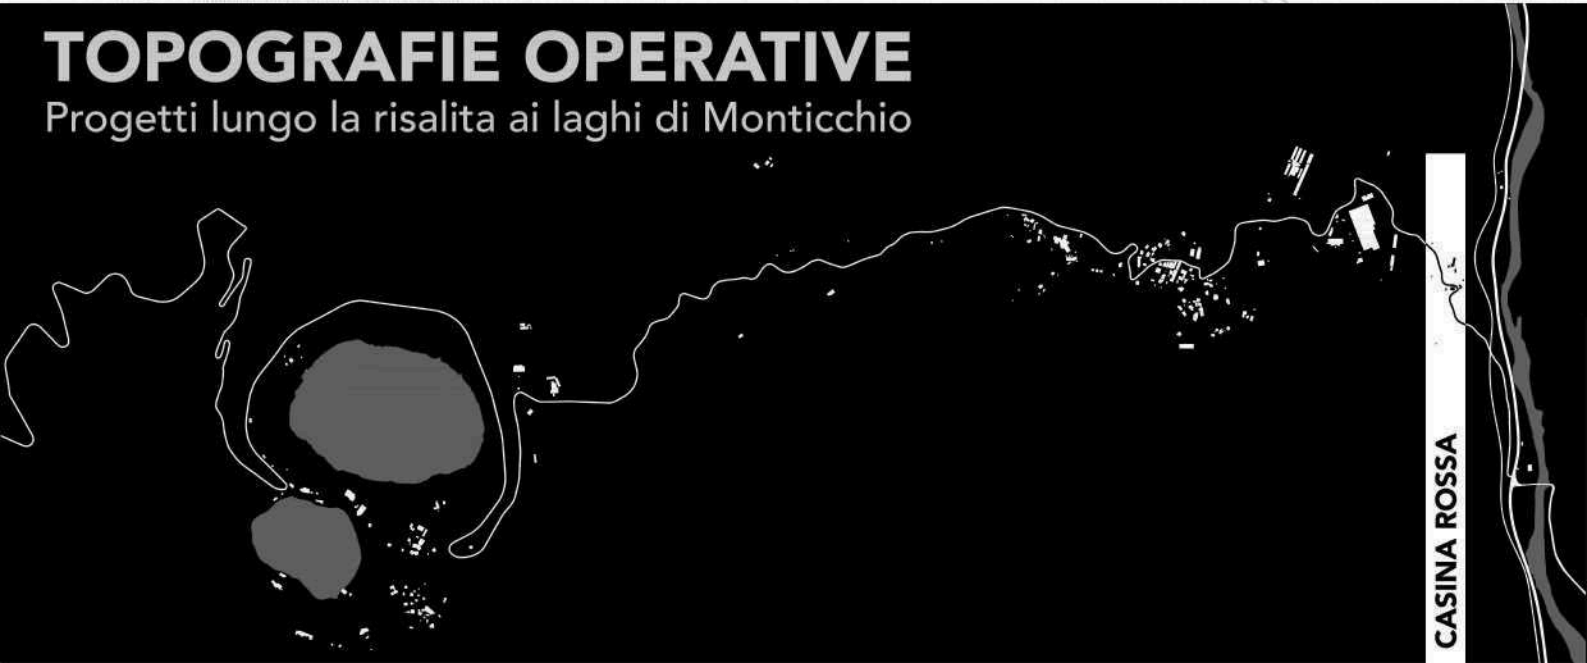 TOPOGRAFIE OPERATIVE
Progetti lungo la risalita ai laghi di Monticchio
CASINA ROSSA